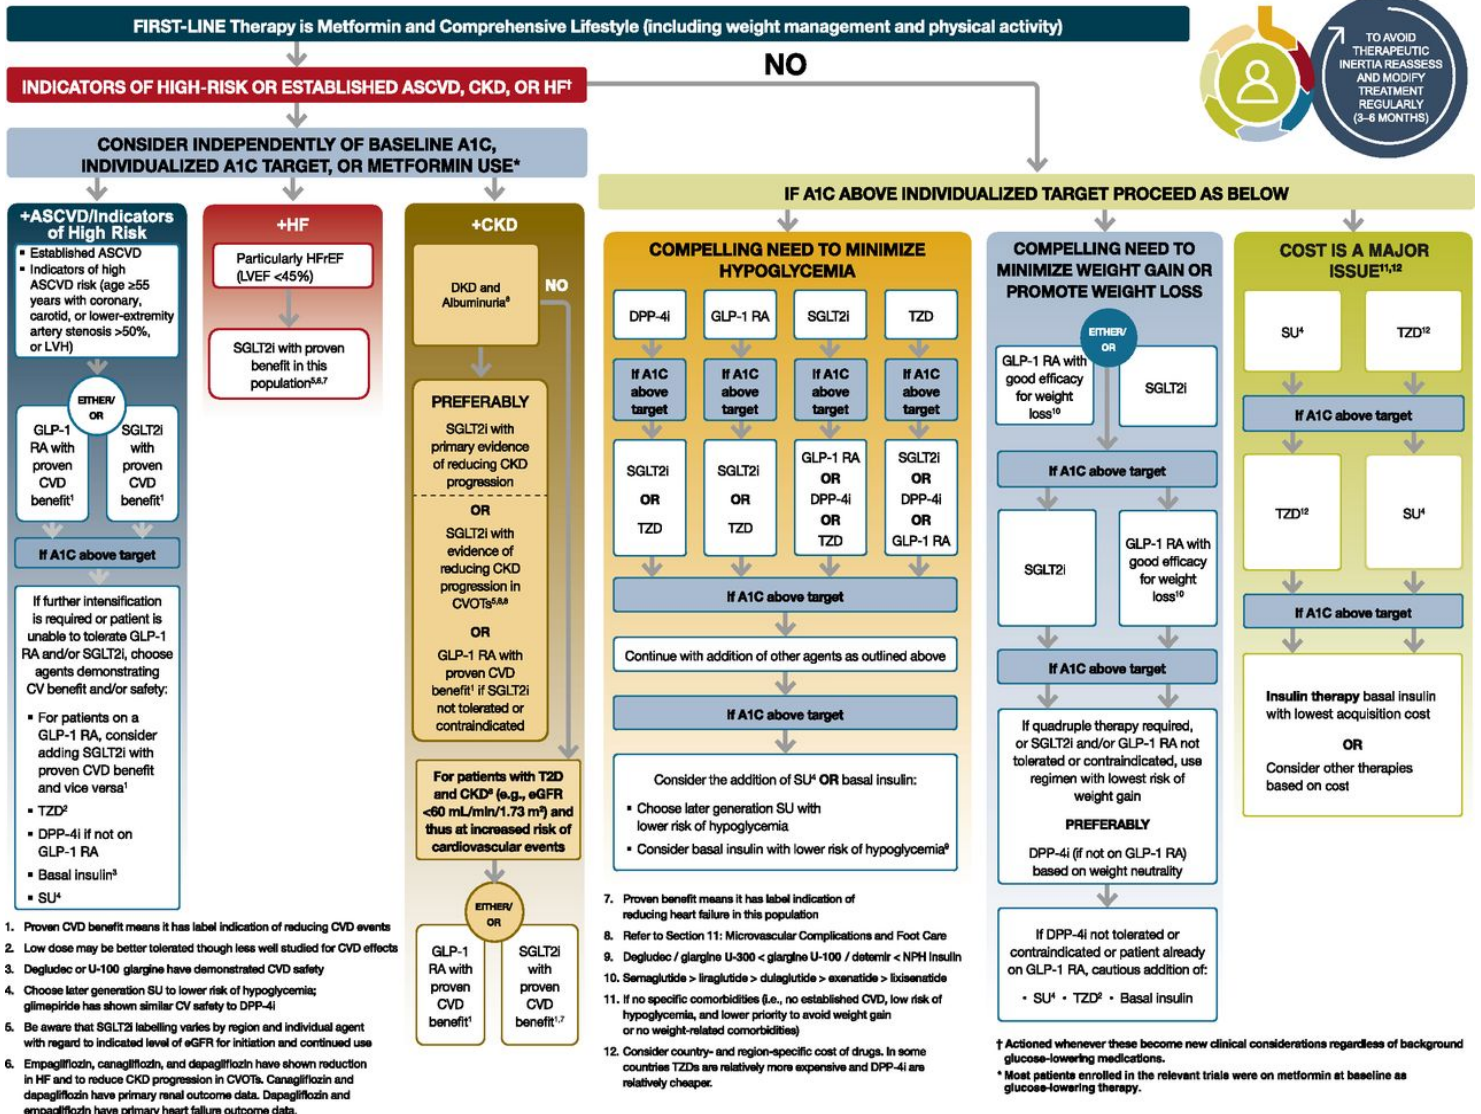 FIRST-LINE Therapy is Metformin and Comprehensive Lifestyle (including weight management and physical activity)
TO AVOID
THERAPEUTIC
INERTIA REASSESS
AND MODIFY
TREATMENT
REGULARLY
(3–6 MONTHS)
INDICATORS OF HIGH-RISK OR ESTABLISHED ASCVD, CKD, OR HF†
NO
CONSIDER INDEPENDENTLY OF BASELINE A1C,
INDIVIDUALIZED A1C TARGET, OR METFORMIN USE*
+ASCVD/Indicators
of High Risk
▪ Established ASCVD
▪ Indicators of high
ASCVD risk (age ≥55
years with coronary,
carotid, or lower-extremity
artery stenosis >50%,
or LVH)
EITHER/
OR
GLP-1
RA with
proven
CVD
benefit¹
SGLT2i
with
proven
CVD
benefit¹
If A1C above target
If further intensification
is required or patient is
unable to tolerate GLP-1
RA and/or SGLT2i, choose
agents demonstrating
CV benefit and/or safety:
▪ For patients on a
GLP-1 RA, consider
adding SGLT2i with
proven CVD benefit
and vice versa¹
▪ TZD²
▪ DPP-4i if not on
GLP-1 RA
▪ Basal insulin³
▪ SU⁴
+HF
Particularly HFrEF
(LVEF <45%)
SGLT2i with proven
benefit in this
population⁵,⁶,⁷
+CKD
DKD and
Albuminuria⁸
NO
PREFERABLY
SGLT2i with
primary evidence
of reducing CKD
progression
OR
SGLT2i with
evidence of
reducing CKD
progression in
CVOTs⁵,⁶,⁸
OR
GLP-1 RA with
proven CVD
benefit¹ if SGLT2i
not tolerated or
contraindicated
For patients with T2D
and CKD⁸ (e.g., eGFR
<60 mL/min/1.73 m²) and
thus at increased risk of
cardiovascular events
EITHER/
OR
GLP-1
RA with
proven
CVD
benefit¹
SGLT2i
with
proven
CVD
benefit¹,⁷
IF A1C ABOVE INDIVIDUALIZED TARGET PROCEED AS BELOW
COMPELLING NEED TO MINIMIZE
HYPOGLYCEMIA
DPP-4i
GLP-1 RA
SGLT2i
TZD
If A1C
above
target
If A1C
above
target
If A1C
above
target
If A1C
above
target
SGLT2i
OR
TZD
SGLT2i
OR
TZD
GLP-1 RA
OR
DPP-4i
OR
TZD
SGLT2i
OR
DPP-4i
OR
GLP-1 RA
If A1C above target
Continue with addition of other agents as outlined above
If A1C above target
Consider the addition of SU⁴ OR basal insulin:
▪ Choose later generation SU with
lower risk of hypoglycemia
▪ Consider basal insulin with lower risk of hypoglycemia⁹
COMPELLING NEED TO
MINIMIZE WEIGHT GAIN OR
PROMOTE WEIGHT LOSS
EITHER/
OR
GLP-1 RA with
good efficacy
for weight
loss¹⁰
SGLT2i
If A1C above target
SGLT2i
GLP-1 RA with
good efficacy
for weight
loss¹⁰
If A1C above target
If quadruple therapy required,
or SGLT2i and/or GLP-1 RA not
tolerated or contraindicated, use
regimen with lowest risk of
weight gain
PREFERABLY
DPP-4i (if not on GLP-1 RA)
based on weight neutrality
If DPP-4i not tolerated or
contraindicated or patient already
on GLP-1 RA, cautious addition of:
• SU⁴ • TZD² • Basal insulin
COST IS A MAJOR
ISSUE¹¹,¹²
SU⁴
TZD¹²
If A1C above target
TZD¹²
SU⁴
If A1C above target
Insulin therapy basal insulin
with lowest acquisition cost
OR
Consider other therapies
based on cost
1. Proven CVD benefit means it has label indication of reducing CVD events
2. Low dose may be better tolerated though less well studied for CVD effects
3. Degludec or U-100 glargine have demonstrated CVD safety
4. Choose later generation SU to lower risk of hypoglycemia;
glimepiride has shown similar CV safety to DPP-4i
5. Be aware that SGLT2i labelling varies by region and individual agent
with regard to indicated level of eGFR for initiation and continued use
6. Empagliflozin, canagliflozin, and dapagliflozin have shown reduction
in HF and to reduce CKD progression in CVOTs. Canagliflozin and
dapagliflozin have primary renal outcome data. Dapagliflozin and
empagliflozin have primary heart failure outcome data.
7. Proven benefit means it has label indication of
reducing heart failure in this population
8. Refer to Section 11: Microvascular Complications and Foot Care
9. Degludec / glargine U-300 < glargine U-100 / detemir < NPH insulin
10. Semaglutide > liraglutide > dulaglutide > exenatide > lixisenatide
11. If no specific comorbidities (i.e., no established CVD, low risk of
hypoglycemia, and lower priority to avoid weight gain
or no weight-related comorbidities)
12. Consider country- and region-specific cost of drugs. In some
countries TZDs are relatively more expensive and DPP-4i are
relatively cheaper.
† Actioned whenever these become new clinical considerations regardless of background
glucose-lowering medications.
* Most patients enrolled in the relevant trials were on metformin at baseline as
glucose-lowering therapy.